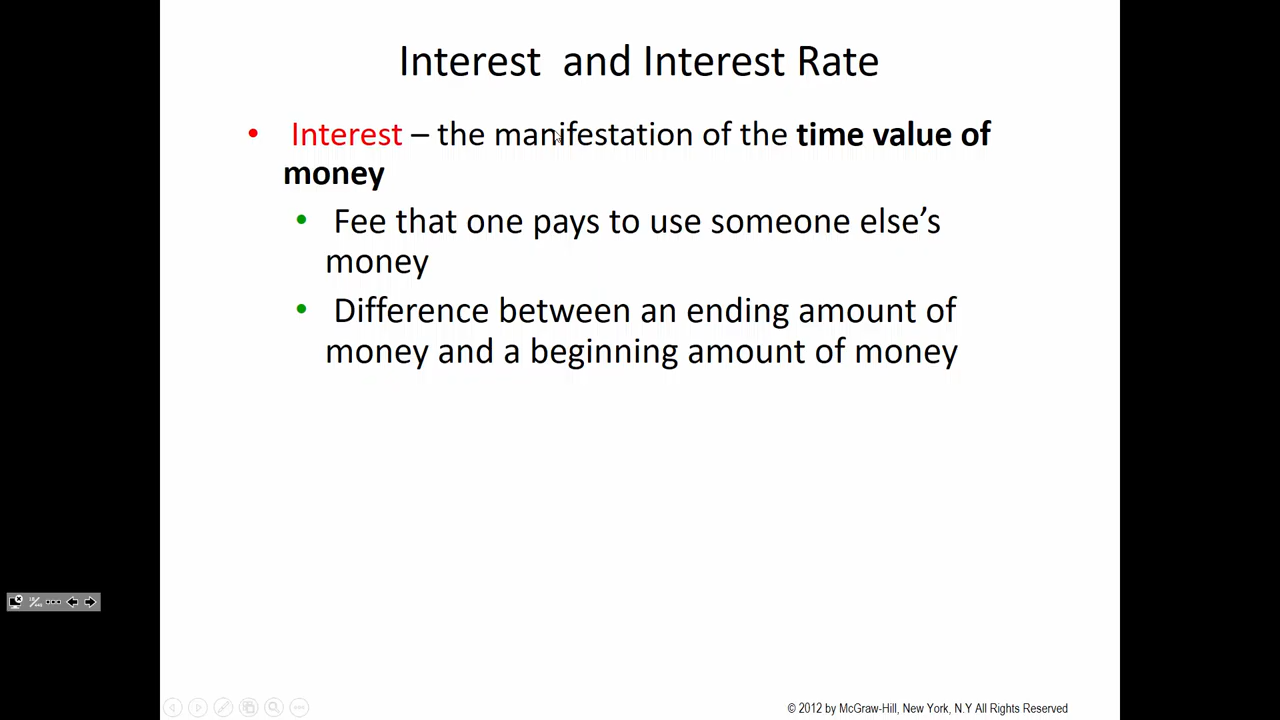 Interest  and Interest Rate
• Interest – the manifestation of the time value of
money
• Fee that one pays to use someone else’s
money
• Difference between an ending amount of
money and a beginning amount of money
© 2012 by McGraw-Hill, New York, N.Y All Rights Reserved